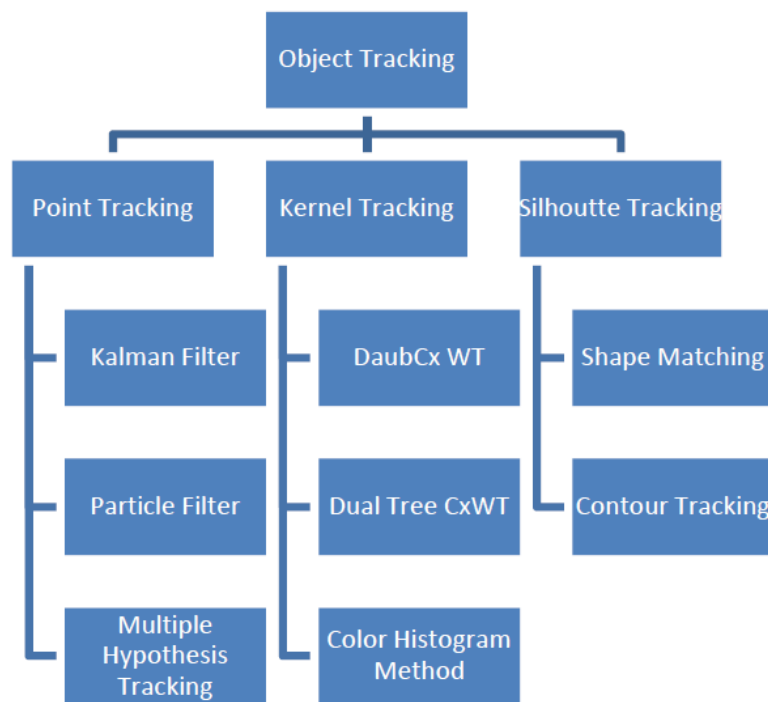 Object Tracking
Point Tracking
Kernel Tracking
Silhoutte Tracking
Kalman Filter
DaubCx WT
Shape Matching
Particle Filter
Dual Tree CxWT
Contour Tracking
Multiple
Hypothesis
Tracking
Color Histogram
Method